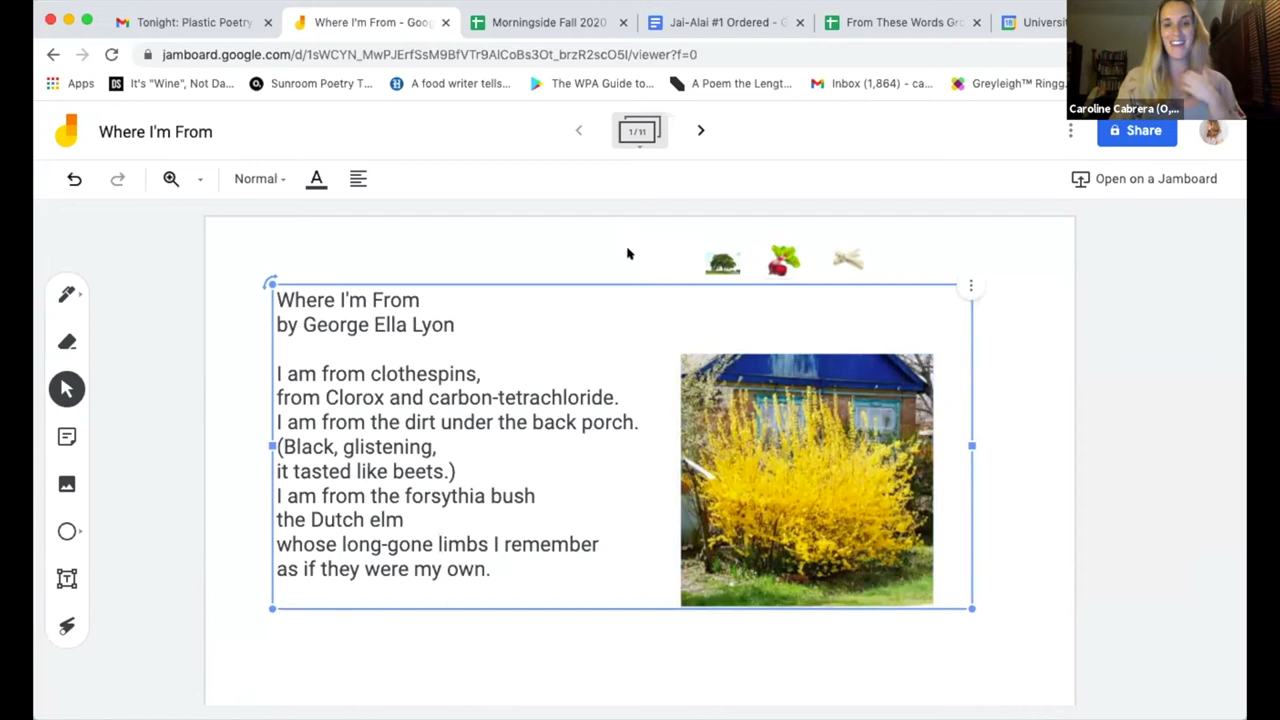 Tonight: Plastic Poetry
Where I'm From - Goog
Morningside Fall 2020
Jai-Alai #1 Ordered - G
From These Words Gro
Universi
jamboard.google.com/d/1sWCYN_MwPJErfSsM9BfVTr9AlCoBs3Ot_brzR2scO5I/viewer?f=0
Apps
It's "Wine", Not Da...
Sunroom Poetry T...
A food writer tells...
The WPA Guide to...
A Poem the Lengt...
Inbox (1,864) - ca...
Greyleigh™ Ringg
Caroline Cabrera (O,...
Where I'm From
1/11
Share
Normal
A
Open on a Jamboard
Where I'm From
by George Ella Lyon
I am from clothespins,
from Clorox and carbon-tetrachloride.
I am from the dirt under the back porch.
(Black, glistening,
it tasted like beets.)
I am from the forsythia bush
the Dutch elm
whose long-gone limbs I remember
as if they were my own.